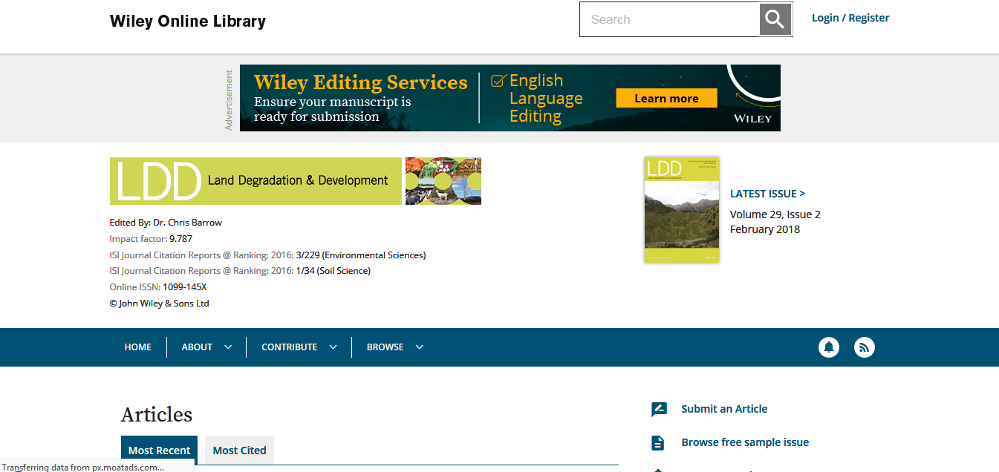 Wiley Online Library
Search
Login / Register
Advertisement
Wiley Editing Services
Ensure your manuscript is
ready for submission
English
Language
Editing
Learn more
WILEY
LDD Land Degradation & Development
Edited By: Dr. Chris Barrow
Impact factor: 9.787
ISI Journal Citation Reports @ Ranking: 2016: 3/229 (Environmental Sciences)
ISI Journal Citation Reports @ Ranking: 2016: 1/34 (Soil Science)
Online ISSN: 1099-145X
© John Wiley & Sons Ltd
LDD
Land Degradation & Development
WILEY
LATEST ISSUE >
Volume 29, Issue 2
February 2018
HOME
ABOUT
CONTRIBUTE
BROWSE
Articles
Most Recent
Most Cited
Submit an Article
Browse free sample issue
Transferring data from px.moatads.com...